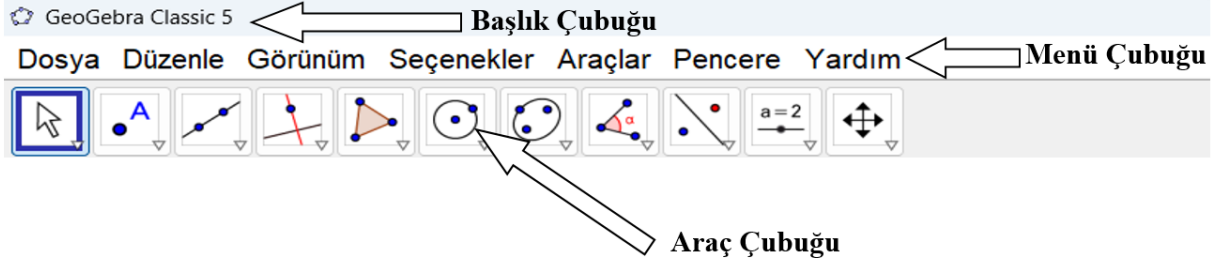 GeoGebra Classic 5 Başlık Çubuğu
Dosya Düzenle Görünüm Seçenekler Araçlar Pencere Yardım Menü Çubuğu
A α a=2
Araç Çubuğu